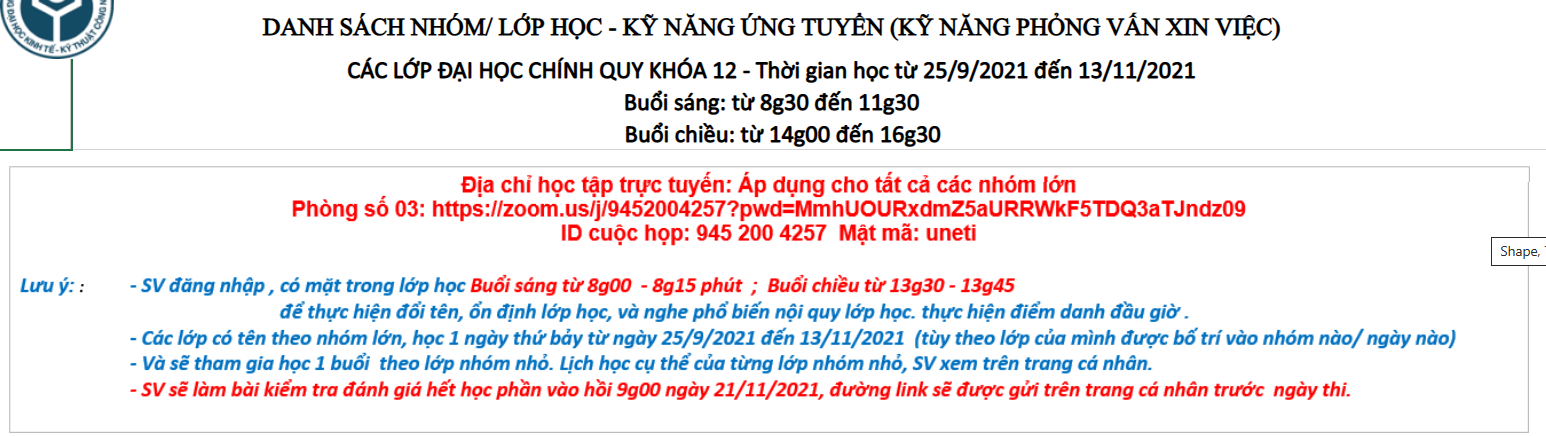 G ĐẠI HỌC KINH TẾ - KỸ THUẬT CÔNG N
DANH SÁCH NHÓM/ LỚP HỌC - KỸ NĂNG ỨNG TUYỂN (KỸ NĂNG PHỎNG VẤN XIN VIỆC)
CÁC LỚP ĐẠI HỌC CHÍNH QUY KHÓA 12 - Thời gian học từ 25/9/2021 đến 13/11/2021
Buổi sáng: từ 8g30 đến 11g30
Buổi chiều: từ 14g00 đến 16g30
Địa chỉ học tập trực tuyến: Áp dụng cho tất cả các nhóm lớn
Phòng số 03: https://zoom.us/j/9452004257?pwd=MmhUOURxdmZ5aURRWkF5TDQ3aTJndz09
ID cuộc họp: 945 200 4257 Mật mã: uneti
Shape,
Lưu ý: : - SV đăng nhập , có mặt trong lớp học Buổi sáng từ 8g00 - 8g15 phút ; Buổi chiều từ 13g30 - 13g45
để thực hiện đổi tên, ổn định lớp học, và nghe phổ biến nội quy lớp học. thực hiện điểm danh đầu giờ .
- Các lớp có tên theo nhóm lớn, học 1 ngày thứ bảy từ ngày 25/9/2021 đến 13/11/2021 (tùy theo lớp của mình được bố trí vào nhóm nào/ ngày nào)
- Và sẽ tham gia học 1 buổi theo lớp nhóm nhỏ. Lịch học cụ thể của từng lớp nhóm nhỏ, SV xem trên trang cá nhân.
- SV sẽ làm bài kiểm tra đánh giá hết học phần vào hồi 9g00 ngày 21/11/2021, đường link sẽ được gửi trên trang cá nhân trước ngày thi.